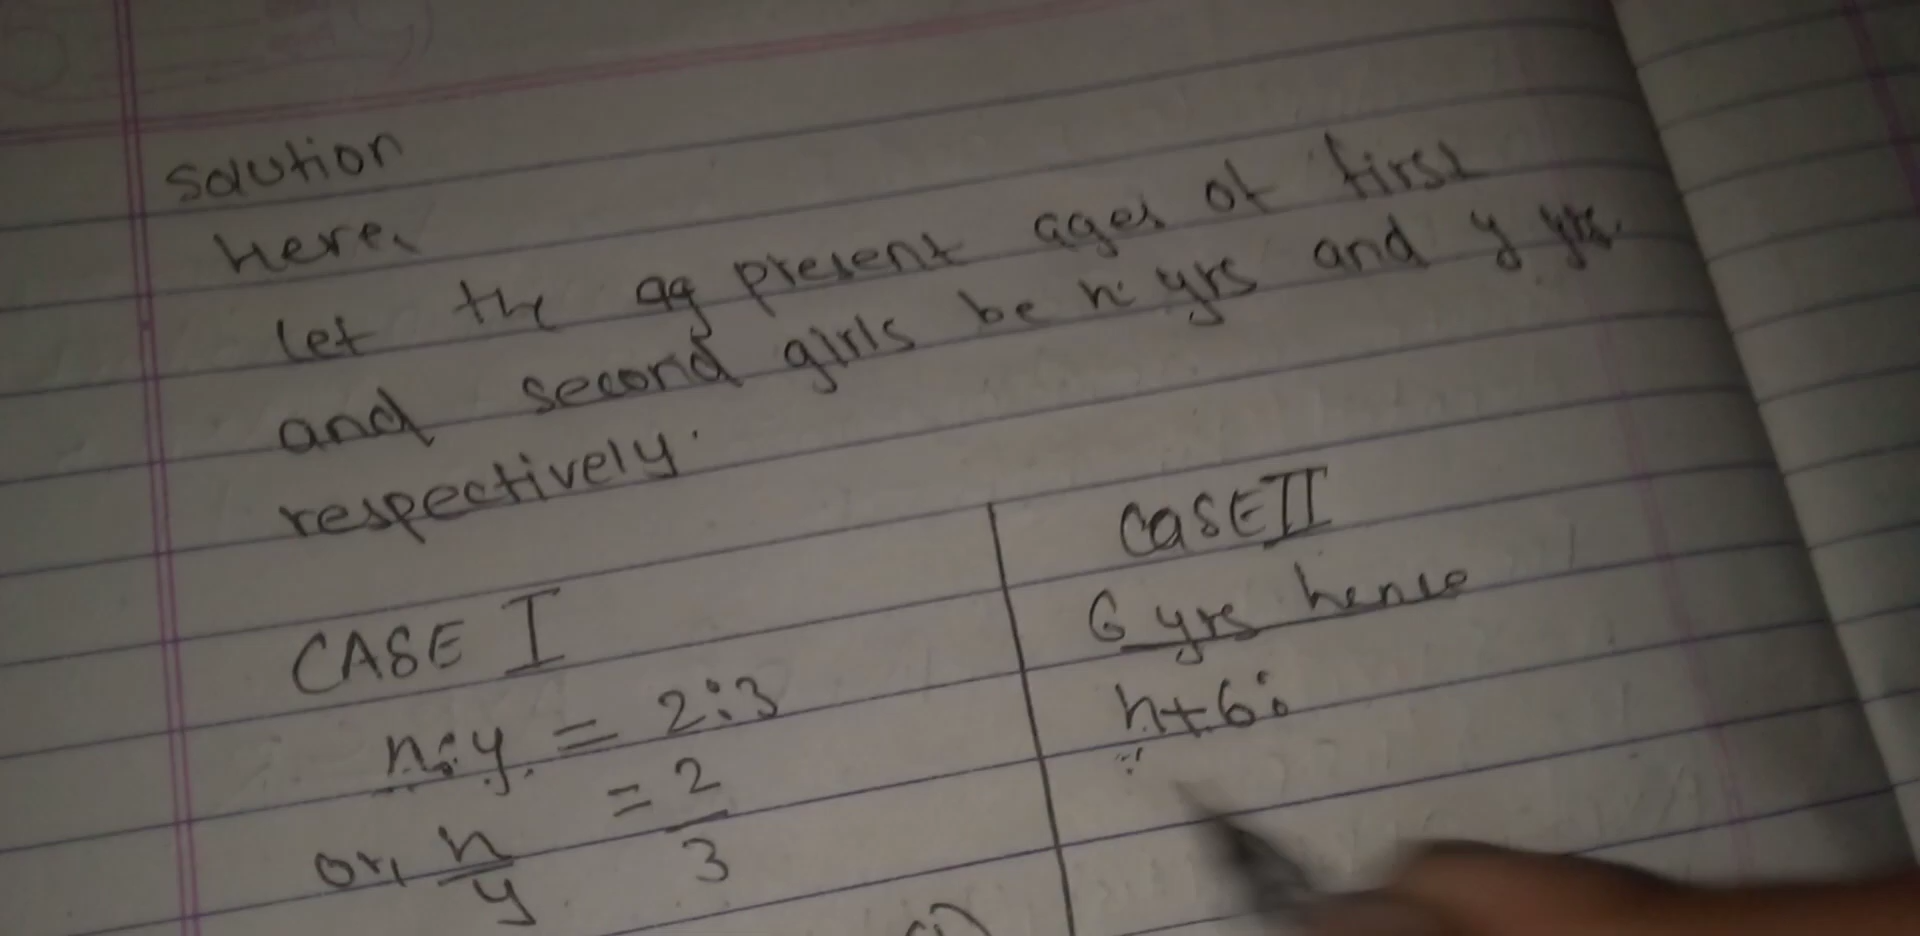 Solution
here,
let the ag present ages of first
and second girls be x yrs and y yrs.
respectively.
CASE I
x:y = 2:3
or, x/y = 2/3
CASE II
6 yrs hence
x+6: